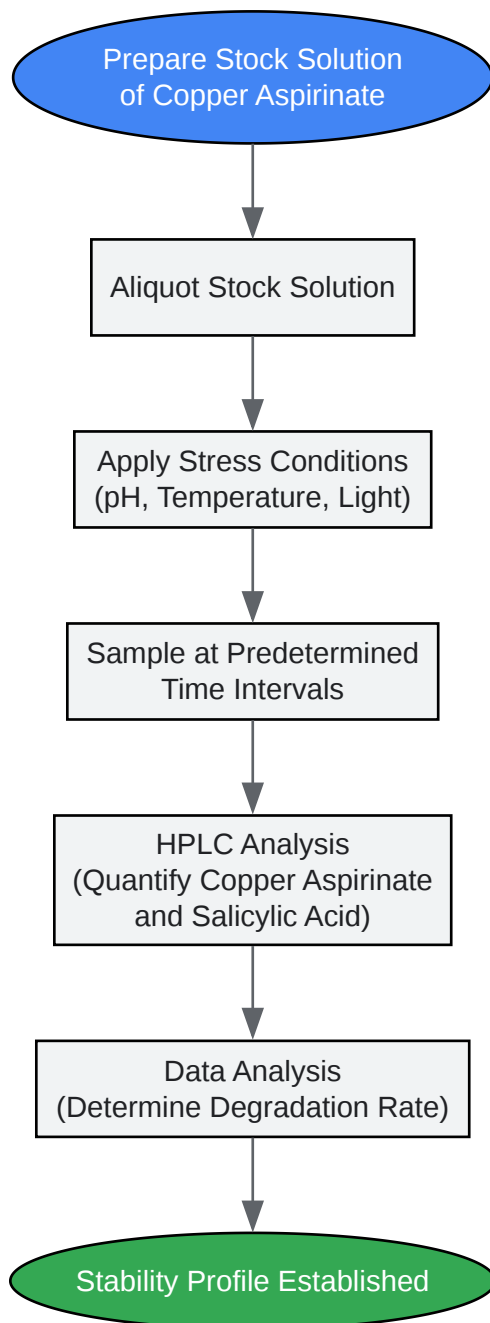 Prepare Stock Solution
of Copper Aspirinate
Aliquot Stock Solution
Apply Stress Conditions
(pH, Temperature, Light)
Sample at Predetermined
Time Intervals
HPLC Analysis
(Quantify Copper Aspirinate
and Salicylic Acid)
Data Analysis
(Determine Degradation Rate)
Stability Profile Established